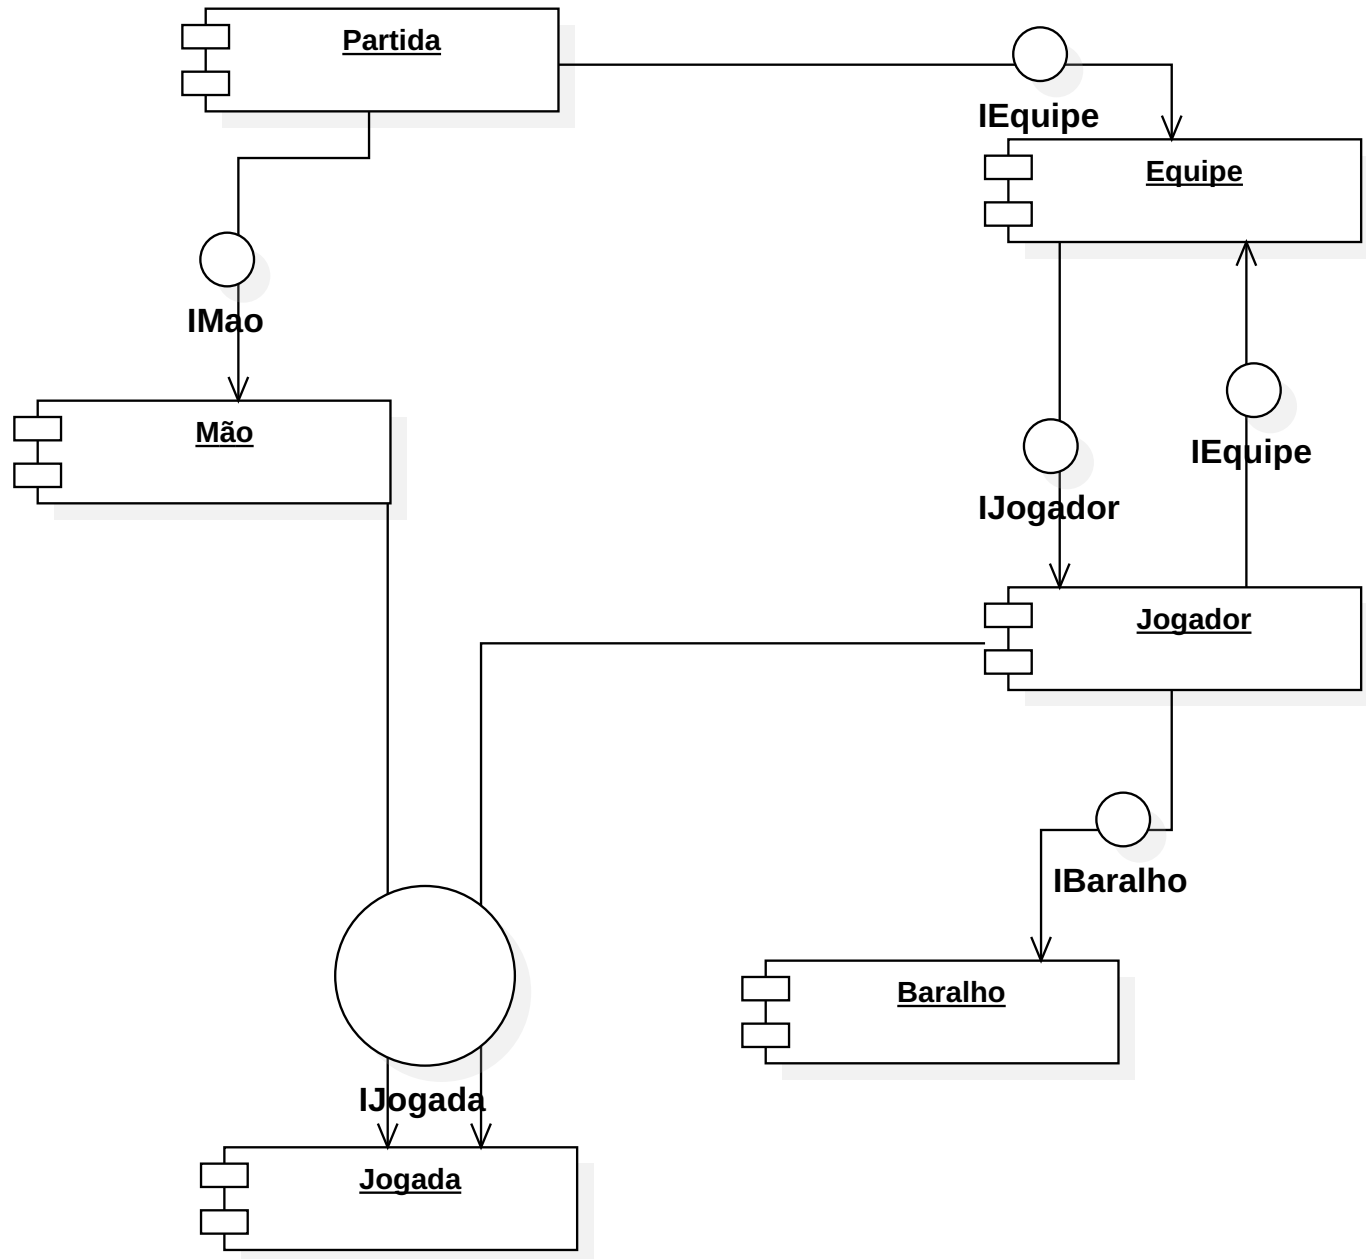 Partida
IEquipe
Equipe
IMao
Mão
IEquipe
IJogador
Jogador
IBaralho
Baralho
IJogada
Jogada